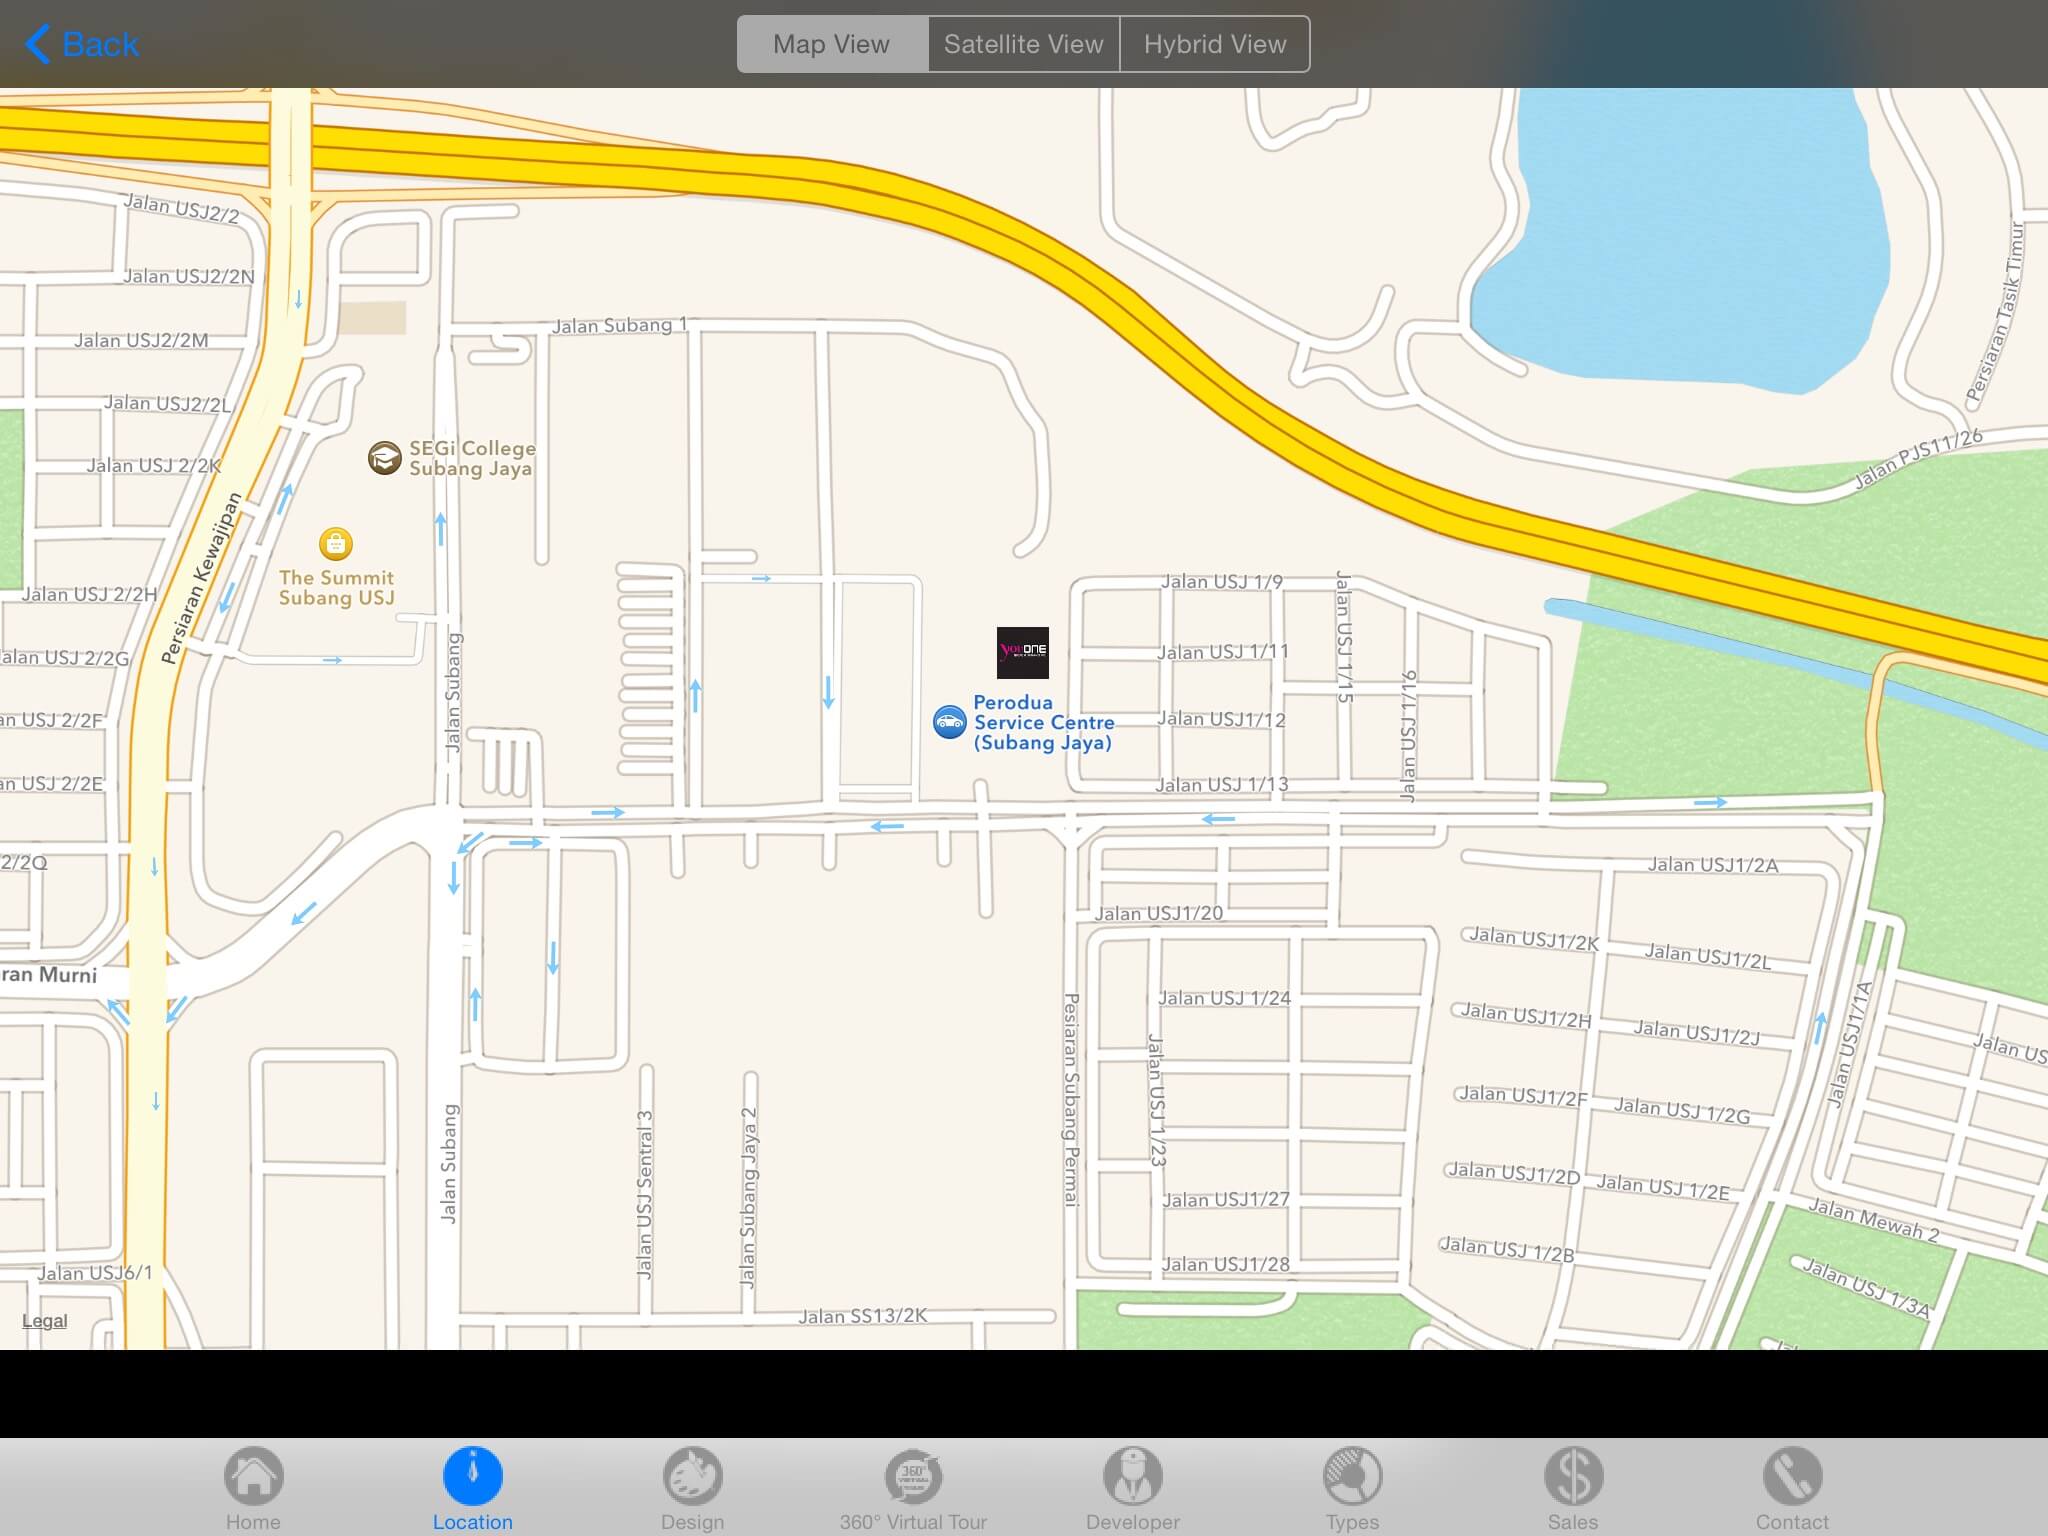 Back
Map View
Satellite View
Hybrid View
Jalan USJ2/2
Jalan USJ2/2N
Jalan USJ2/2M
Jalan USJ2/2L
Jalan USJ 2/2K
Jalan USJ 2/2H
alan USJ 2/2G
an USJ 2/2F
an USJ 2/2E
2/2Q
ran Murni
Jalan USJ6/1
Legal
Persiaran Kewajipan
SEGi College
Subang Jaya
The Summit
Subang USJ
Jalan Subang 1
Jalan Subang
Jalan Subang
Jalan USJ Sentral 3
Jalan Subang Jaya 2
Jalan SS13/2K
youONE
Perodua
Service Centre
(Subang Jaya)
Jalan USJ 1/9
Jalan USJ 1/11
Jalan USJ1/12
Jalan USJ 1/13
Jalan USJ 1/15
Jalan USJ 1/16
Persiaran Tasik Timur
Jalan PJS11/26
Jalan USJ1/20
Jalan USJ 1/24
Jalan USJ 1/23
Jalan USJ1/27
Jalan USJ1/28
Pesiaran Subang Permai
Jalan USJ1/2A
Jalan USJ1/2K
Jalan USJ1/2L
Jalan USJ1/2H
Jalan USJ1/2J
Jalan USJ1/2F
Jalan USJ 1/2G
Jalan USJ1/2D
Jalan USJ 1/2E
Jalan USJ 1/2B
Jalan USJ1/1A
Jalan US
Jalan Mewah 2
Jalan USJ 1/3A
Home
Location
Design
360° Virtual Tour
Developer
Types
Sales
Contact